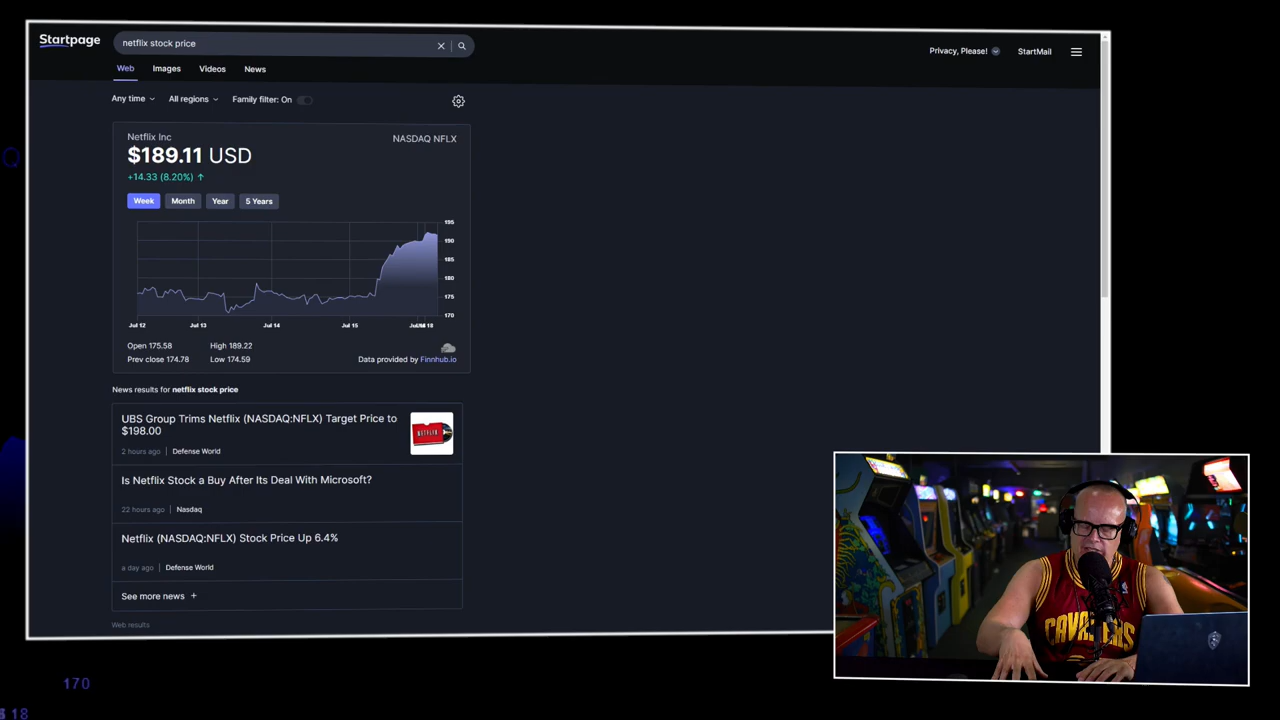 Startpage
netflix stock price
Privacy, Please!
StartMail
Web Images Videos News
Any time All regions Family filter: On
Netflix Inc
NASDAQ NFLX
$189.11 USD
+14.33 (8.20%) ↑
Week Month Year 5 Years
195
190
185
180
175
170
Jul 12 Jul 13 Jul 14 Jul 15
Open 175.58 High 189.22
Prev close 174.78 Low 174.59
Data provided by Finnhub.io
News results for netflix stock price
UBS Group Trims Netflix (NASDAQ:NFLX) Target Price to
$198.00
NETFLIX
2 hours ago | Defense World
Is Netflix Stock a Buy After Its Deal With Microsoft?
22 hours ago | Nasdaq
Netflix (NASDAQ:NFLX) Stock Price Up 6.4%
a day ago | Defense World
See more news +
Web results
CAVALIERS
170
18